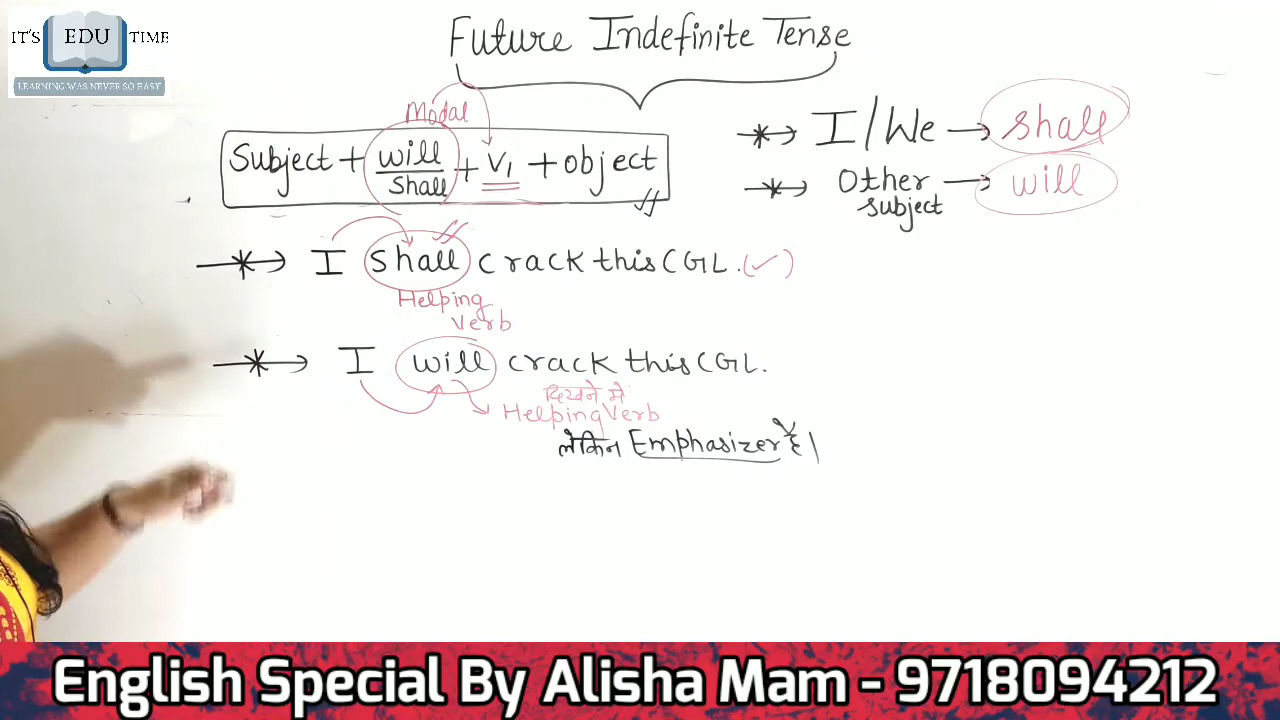 IT'S EDU TIME
LEARNING WAS NEVER SO EASY
Future Indefinite Tense
Modal
Subject + will/Shall + V1 + object
I/We → shall
Other subject → will
I Shall crack this CGL. (✓)
Helping Verb
I will crack this CGL.
दिखने मे
Helping Verb
लेकिन Emphasizer है।
English Special By Alisha Mam - 9718094212